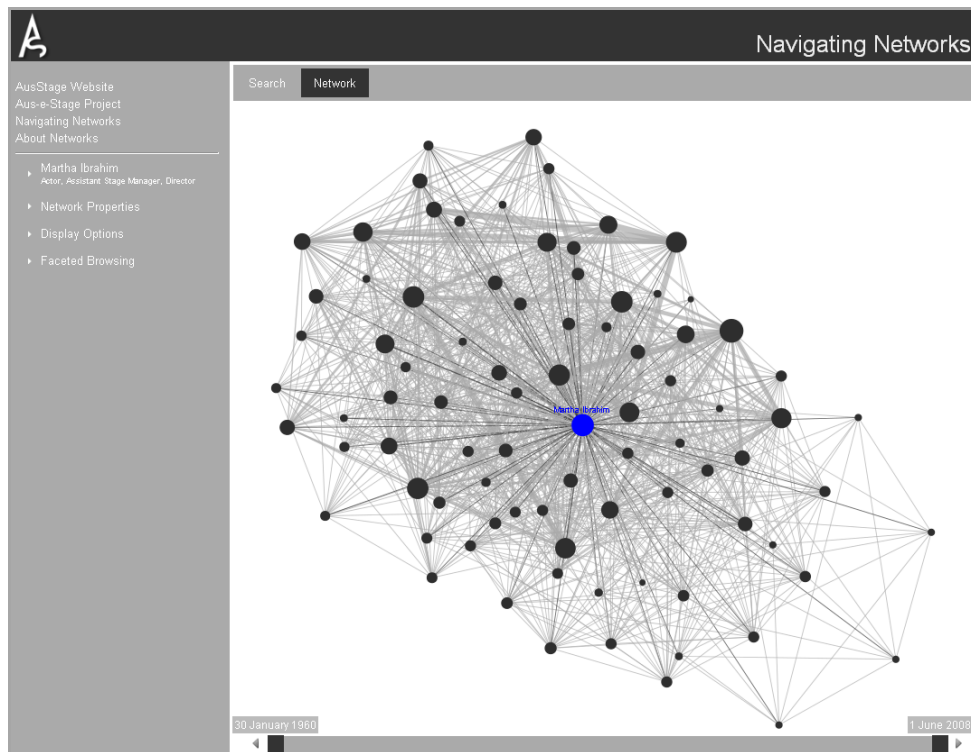 Navigating Networks
AusStage Website
Aus-e-Stage Project
Navigating Networks
About Networks
Martha Ibrahim
Actor, Assistant Stage Manager, Director
Network Properties
Display Options
Faceted Browsing
Search
Network
Martha Ibrahim
30 January 1960
1 June 2008